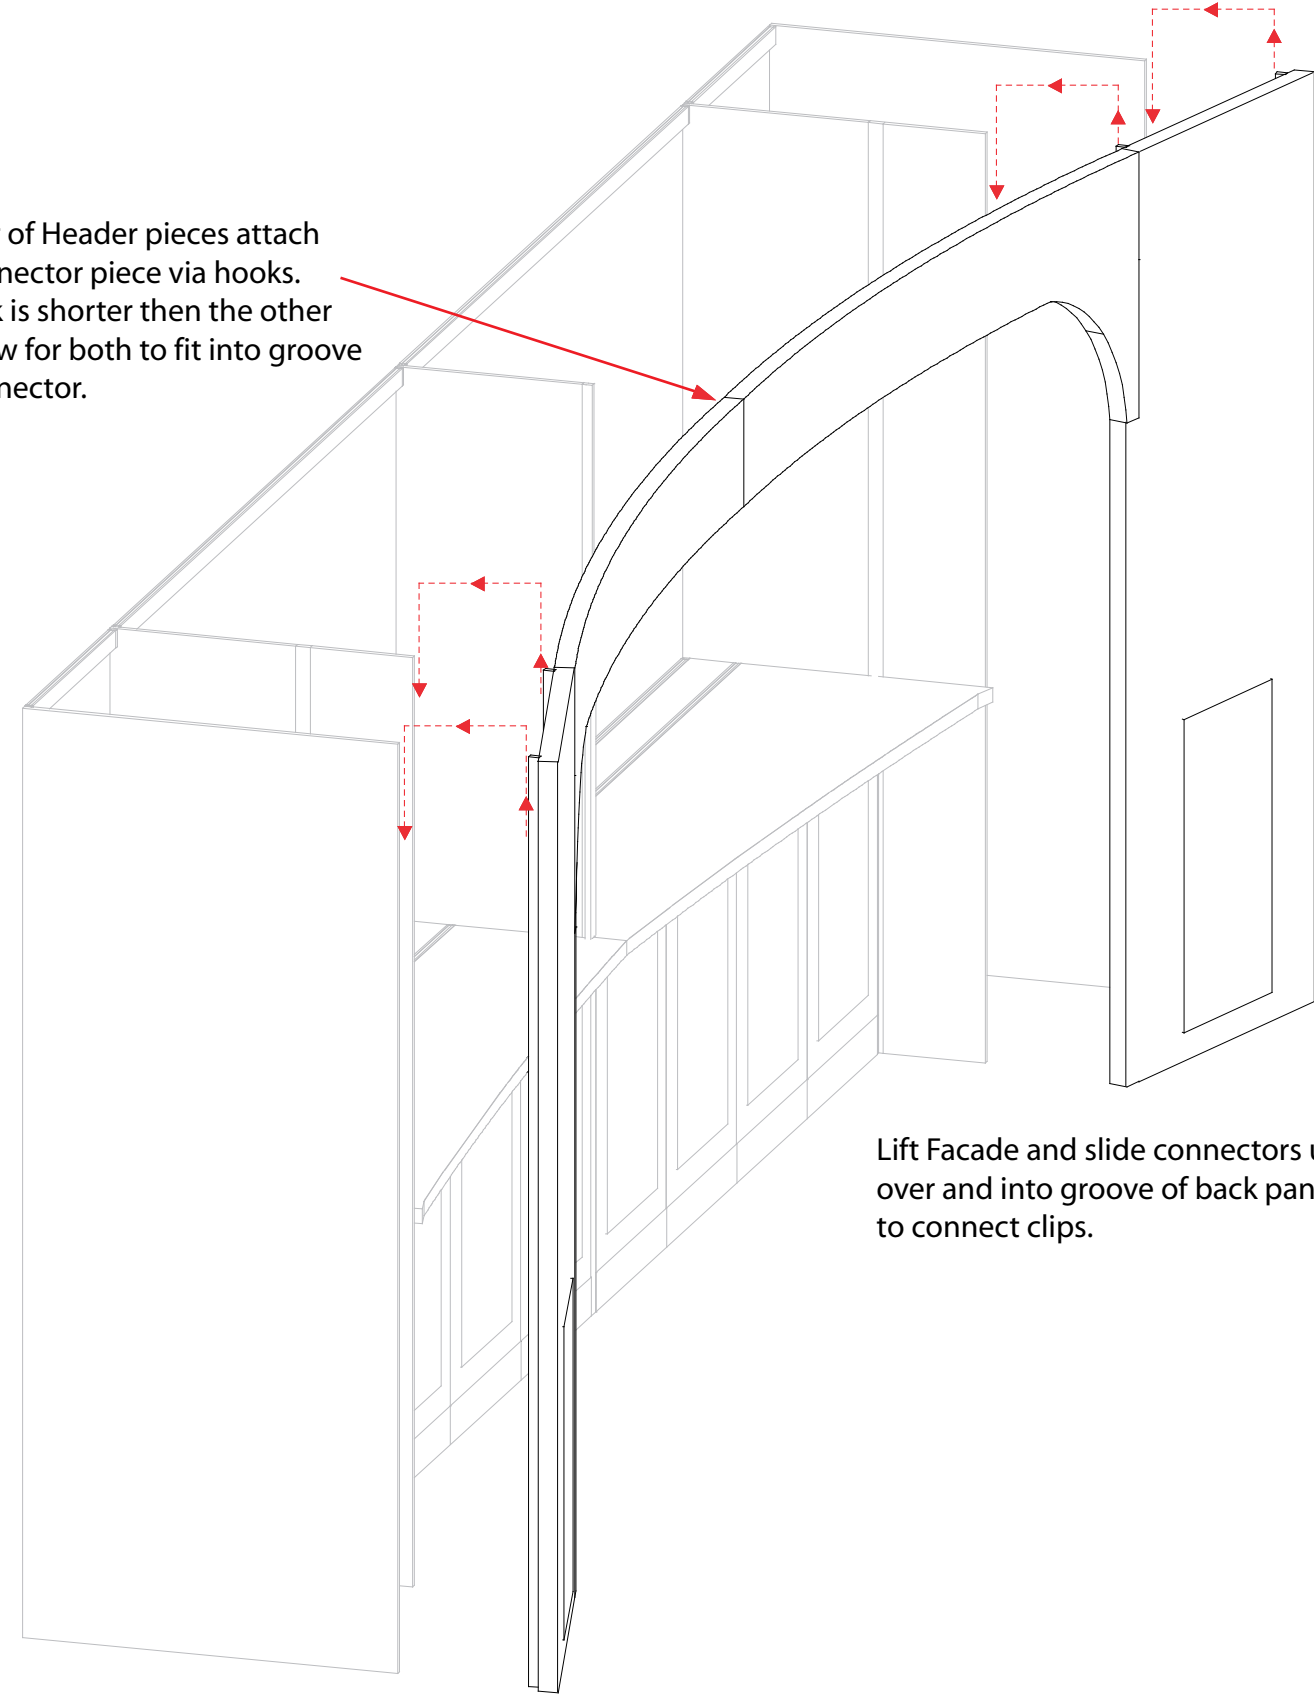 of Header pieces attach
nector piece via hooks.
is shorter then the other
w for both to fit into groove
nector.
Lift Facade and slide connectors u
over and into groove of back pan
to connect clips.